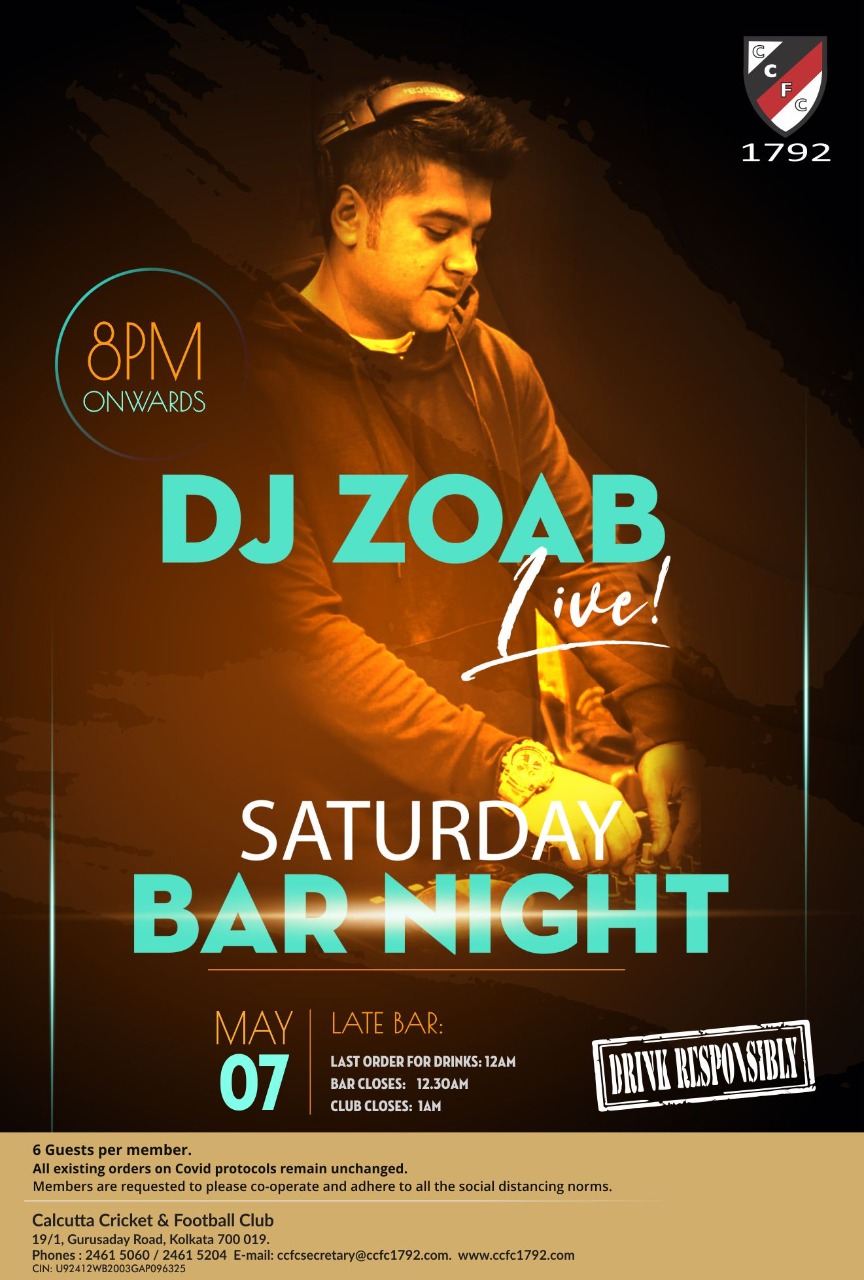 C
C
F
C
1792
8PM
ONWARDS
DJ ZOAB
Live!
SATURDAY
BAR NIGHT
MAY
07
LATE BAR:
LAST ORDER FOR DRINKS: 12AM
BAR CLOSES: 12.30AM
CLUB CLOSES: 1AM
DRINK RESPONSIBLY
6 Guests per member.
All existing orders on Covid protocols remain unchanged.
Members are requested to please co-operate and adhere to all the social distancing norms.
Calcutta Cricket & Football Club
19/1, Gurusaday Road, Kolkata 700 019.
Phones : 2461 5060 / 2461 5204 E-mail: ccfcsecretary@ccfc1792.com. www.ccfc1792.com
CIN: U92412WB2003GAP096325